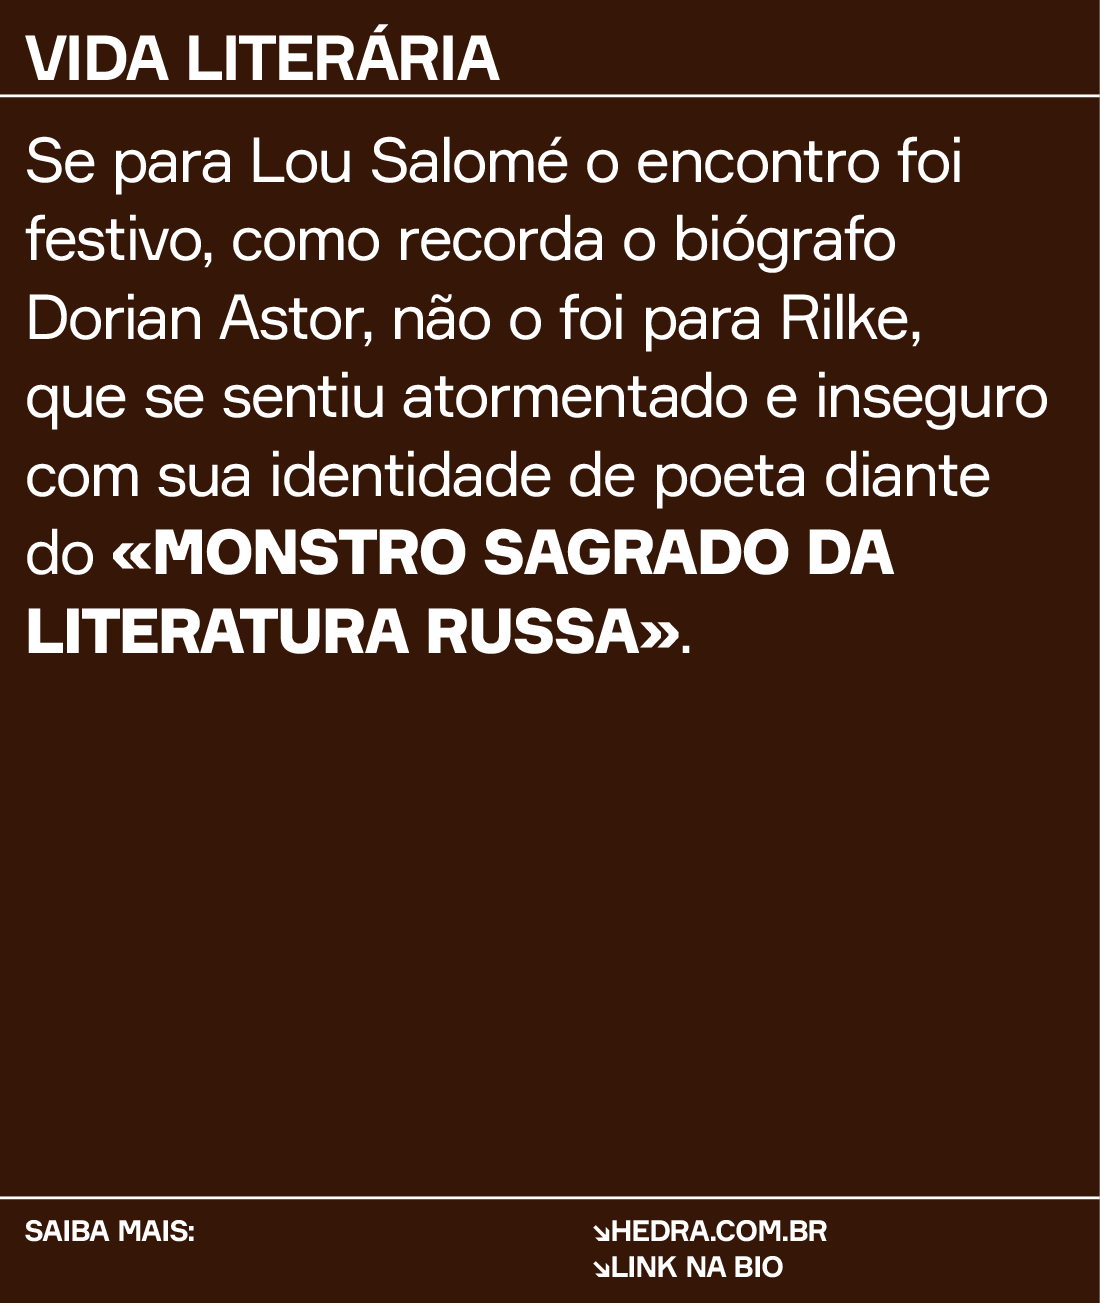 VIDA LITERÁRIA
Se para Lou Salomé o encontro foi
festivo, como recorda o biógrafo
Dorian Astor, não o foi para Rilke,
que se sentiu atormentado e inseguro
com sua identidade de poeta diante
do «MONSTRO SAGRADO DA
LITERATURA RUSSA».
SAIBA MAIS:
↘HEDRA.COM.BR
↘LINK NA BIO